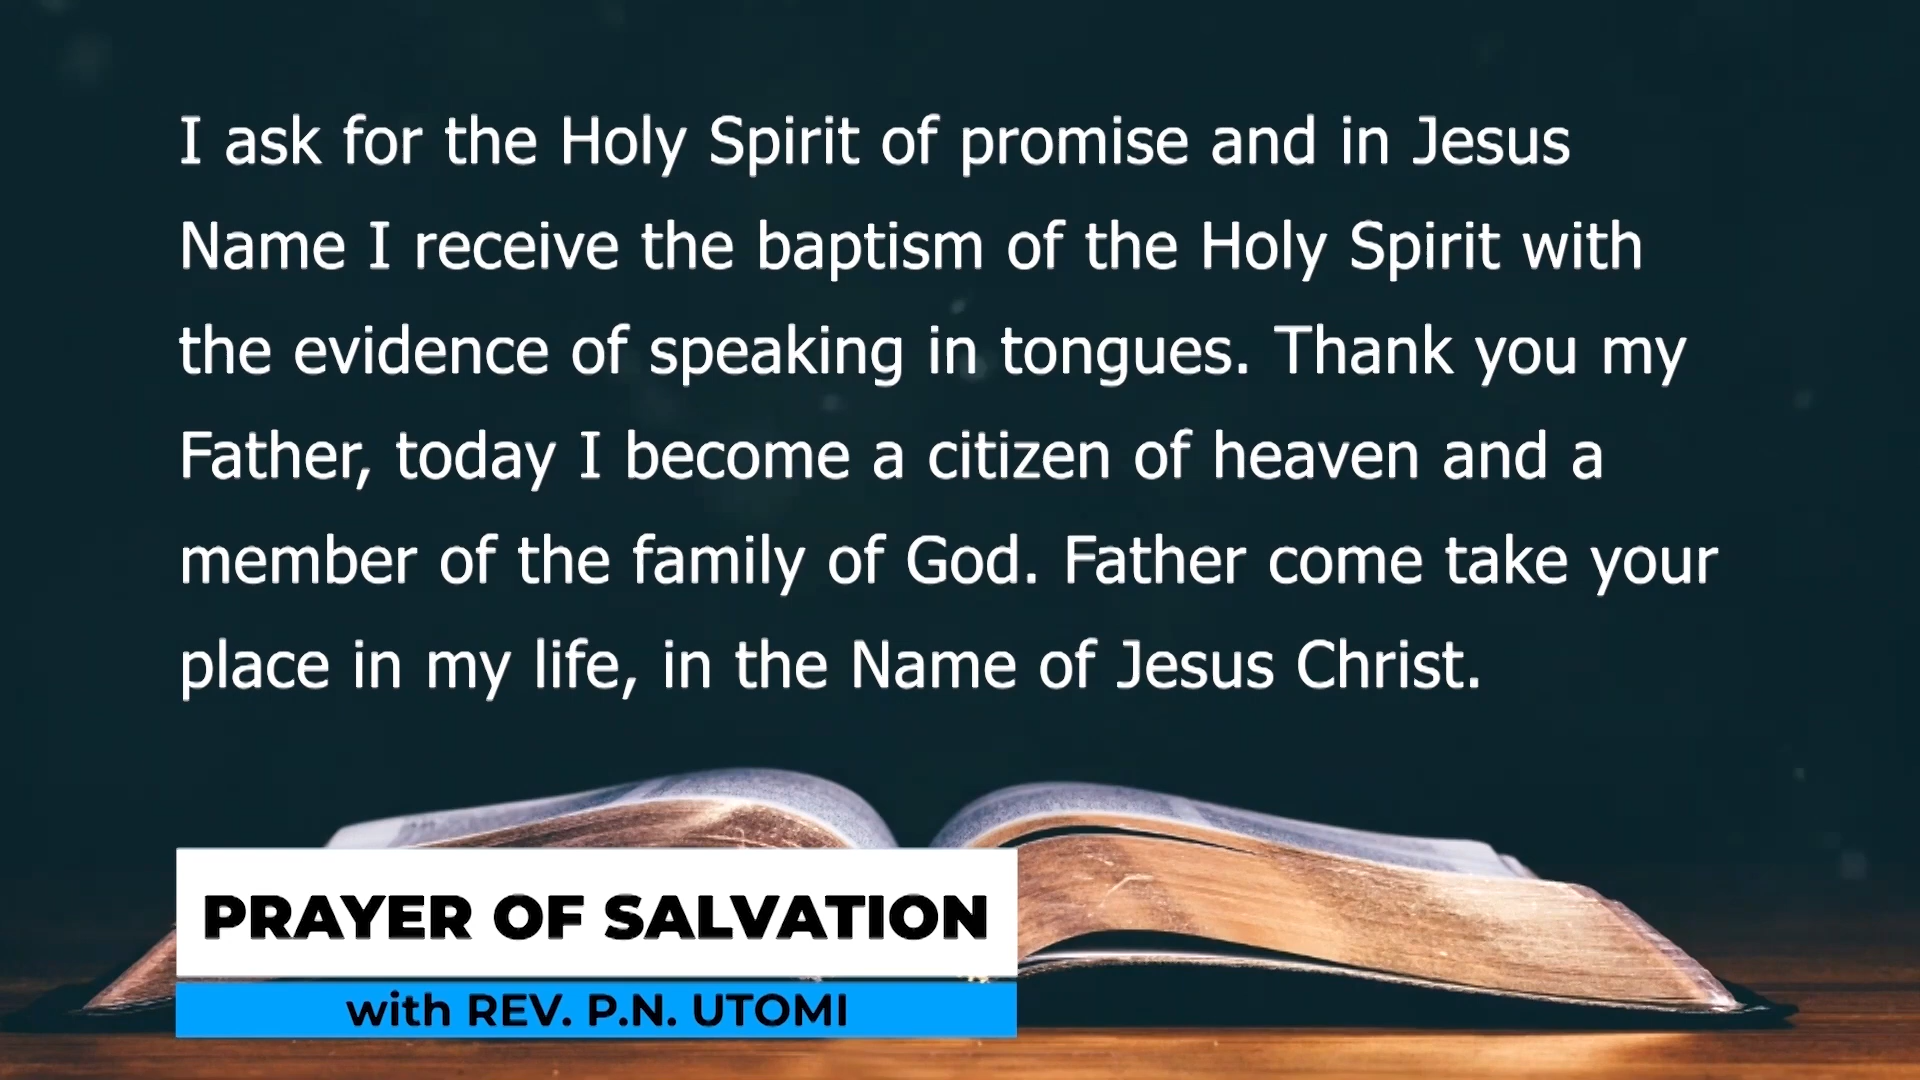 I ask for the Holy Spirit of promise and in Jesus
Name I receive the baptism of the Holy Spirit with
the evidence of speaking in tongues. Thank you my
Father, today I become a citizen of heaven and a
member of the family of God. Father come take your
place in my life, in the Name of Jesus Christ.
PRAYER OF SALVATION
with REV. P.N. UTOMI